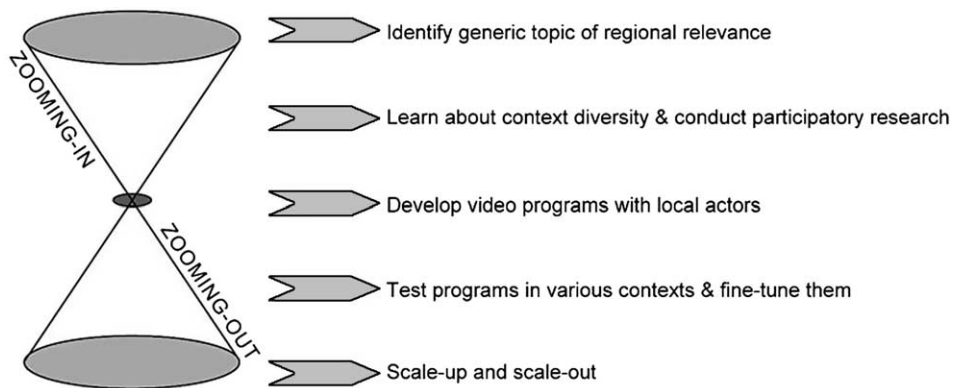 Identify generic topic of regional relevance
ZOOMING-IN
Learn about context diversity & conduct participatory research
Develop video programs with local actors
ZOOMING-OUT
Test programs in various contexts & fine-tune them
Scale-up and scale-out